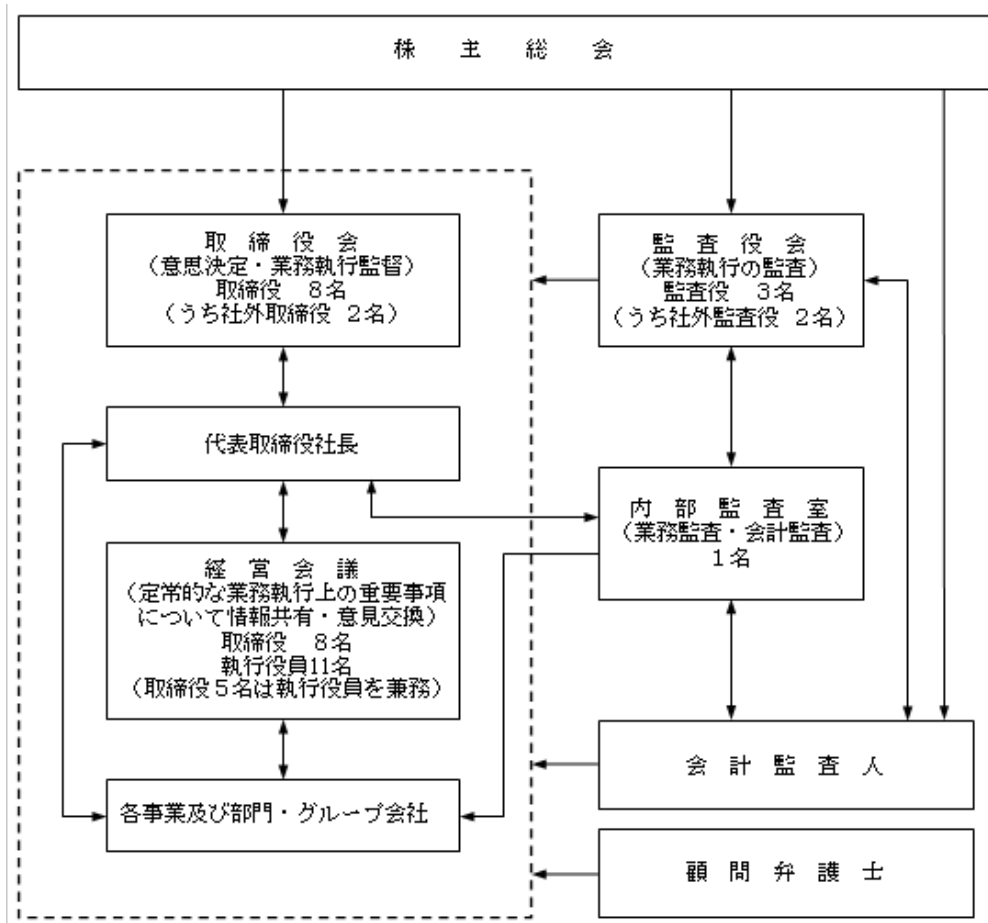 株主総会
取締役会
(意思決定・業務執行監督)
取締役 8名
(うち社外取締役 2名)
監査役会
(業務執行の監査)
監査役 3名
(うち社外監査役 2名)
代表取締役社長
内部監査室
(業務監査・会計監査)
1名
経営会議
(定常的な業務執行上の重要事項
について情報共有・意見交換)
取締役 8名
執行役員11名
(取締役5名は執行役員を兼務)
会計監査人
各事業及び部門・グループ会社
顧問弁護士